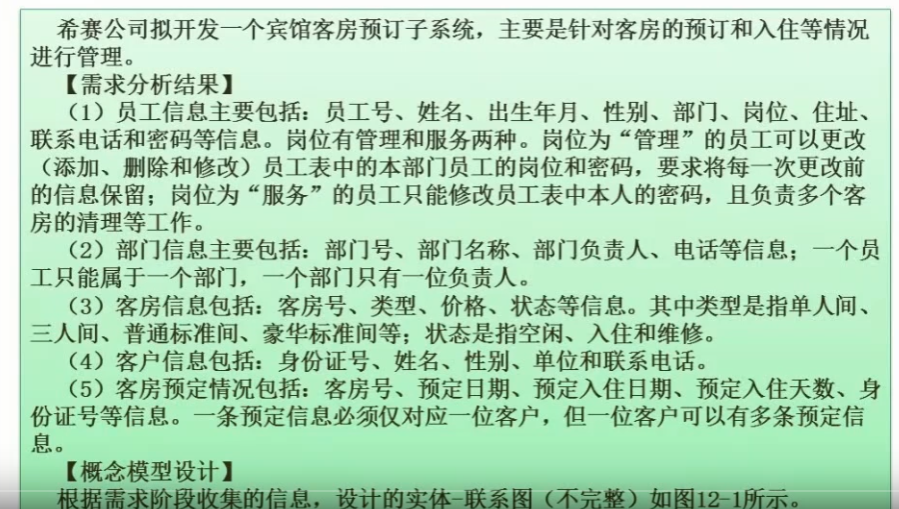 希赛公司拟开发一个宾馆客房预订子系统，主要是针对客房的预订和入住等情况
进行管理。
【需求分析结果】
（1）员工信息主要包括：员工号、姓名、出生年月、性别、部门、岗位、住址、
联系电话和密码等信息。岗位有管理和服务两种。岗位为“管理”的员工可以更改
（添加、删除和修改）员工表中的本部门员工的岗位和密码，要求将每一次更改前
的信息保留；岗位为“服务”的员工只能修改员工表中本人的密码，且负责多个客
房的清理等工作。
（2）部门信息主要包括：部门号、部门名称、部门负责人、电话等信息；一个员
工只能属于一个部门，一个部门只有一位负责人。
（3）客房信息包括：客房号、类型、价格、状态等信息。其中类型是指单人间、
三人间、普通标准间、豪华标准间等；状态是指空闲、入住和维修。
（4）客户信息包括：身份证号、姓名、性别、单位和联系电话。
（5）客房预定情况包括：客房号、预定日期、预定入住日期、预定入住天数、身
份证号等信息。一条预定信息必须仅对应一位客户，但一位客户可以有多条预定信
息。
【概念模型设计】
根据需求阶段收集的信息，设计的实体-联系图（不完整）如图12-1所示。